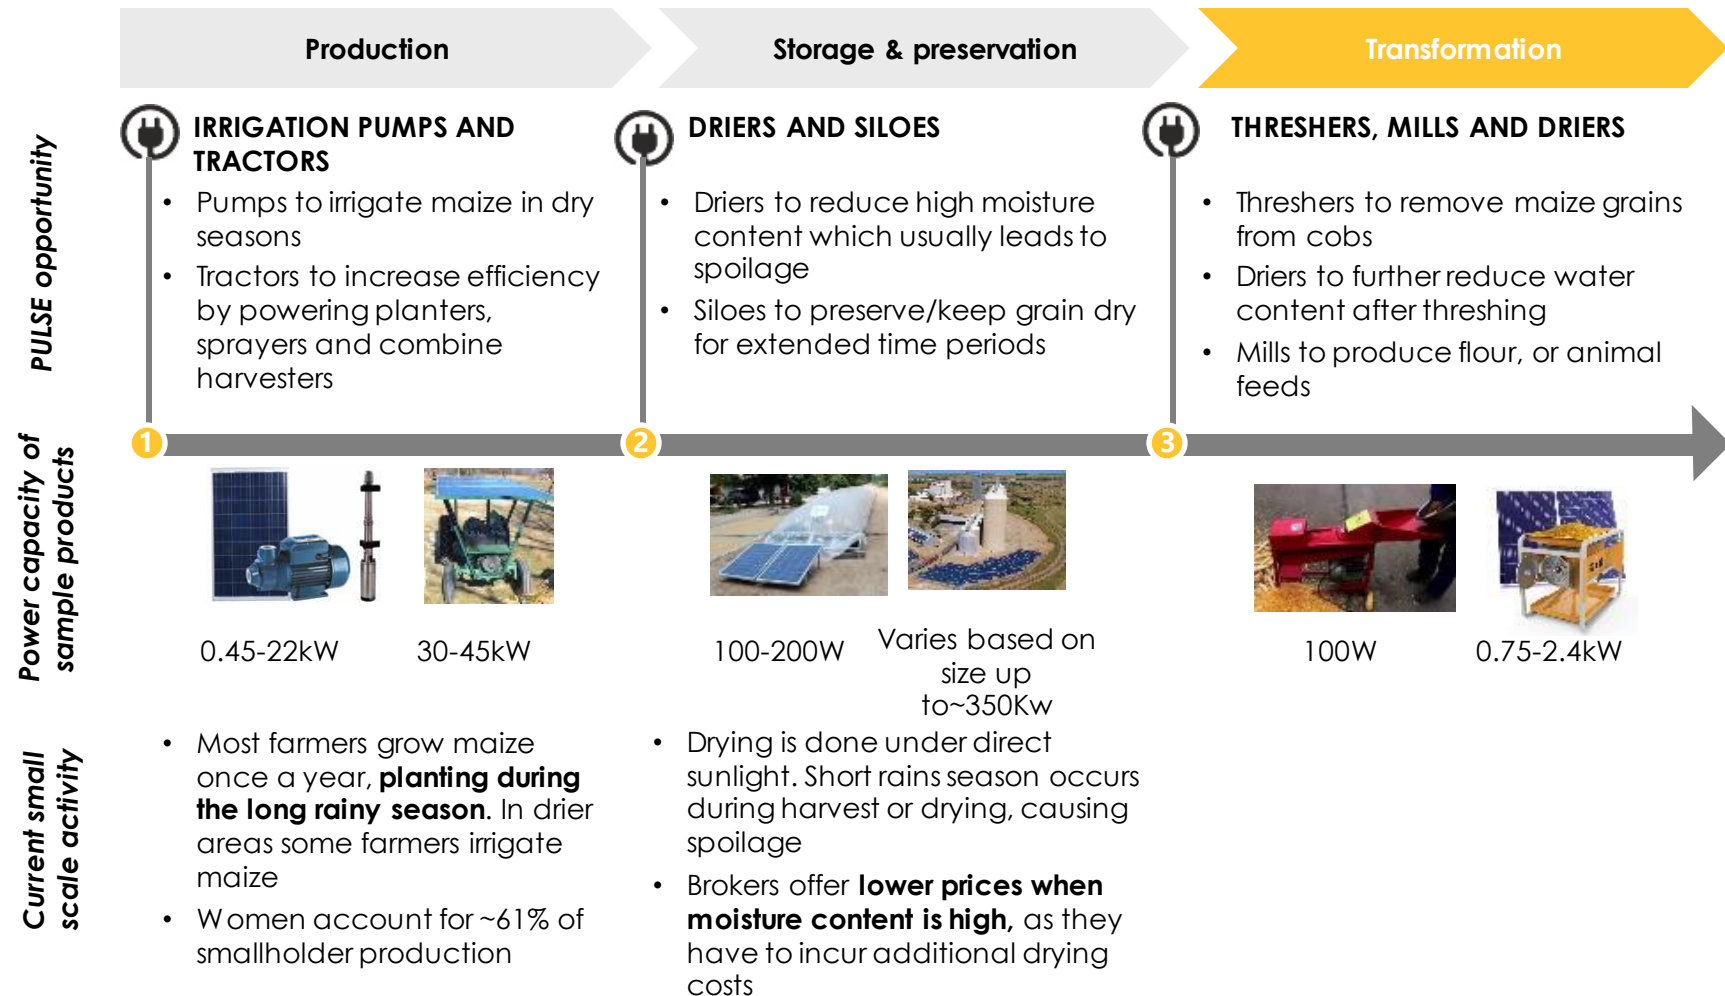 Production
Storage & preservation
Transformation
PULSE opportunity
IRRIGATION PUMPS AND
TRACTORS
• Pumps to irrigate maize in dry
seasons
• Tractors to increase efficiency
by powering planters,
sprayers and combine
harvesters
DRIERS AND SILOES
• Driers to reduce high moisture
content which usually leads to
spoilage
• Siloes to preserve/keep grain dry
for extended time periods
THRESHERS, MILLS AND DRIERS
• Threshers to remove maize grains
from cobs
• Driers to further reduce water
content after threshing
• Mills to produce flour, or animal
feeds
1
2
3
Power capacity of
sample products
0.45-22kW
30-45kW
100-200W
Varies based on
size up
to~350Kw
100W
0.75-2.4kW
Current small
scale activity
• Most farmers grow maize
once a year, planting during
the long rainy season. In drier
areas some farmers irrigate
maize
• Women account for ~61% of
smallholder production
• Drying is done under direct
sunlight. Short rains season occurs
during harvest or drying, causing
spoilage
• Brokers offer lower prices when
moisture content is high, as they
have to incur additional drying
costs